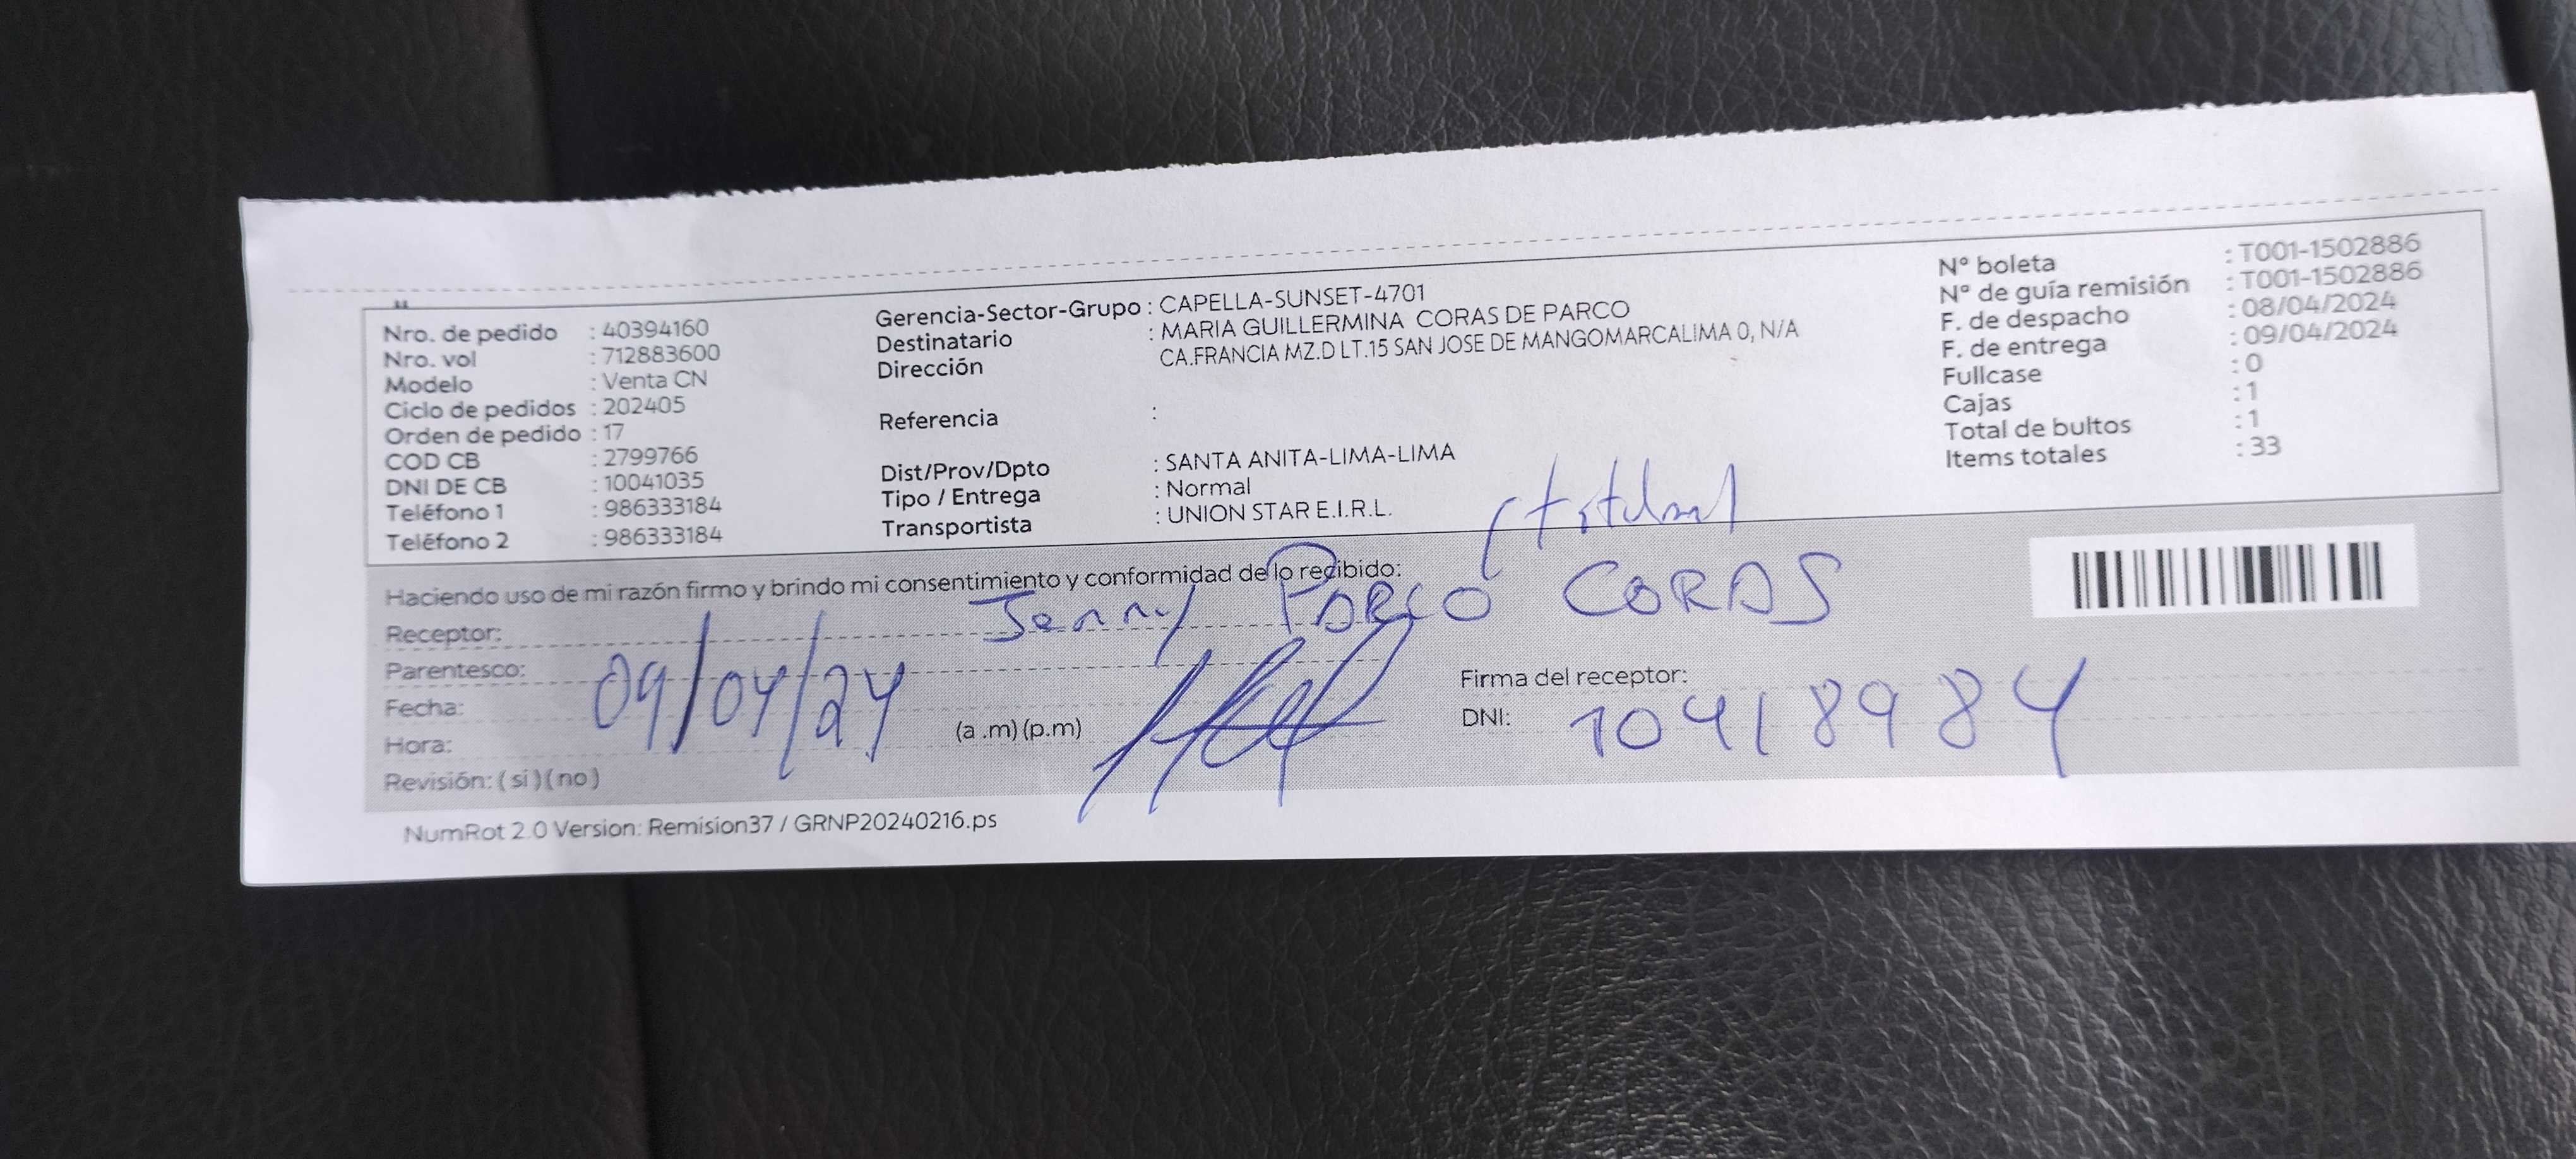 Nro. de pedido : 40394160
Nro. vol : 712883600
Modelo : Venta CN
Ciclo de pedidos : 202405
Orden de pedido : 17
COD CB : 2799766
DNI DE CB : 10041035
Teléfono 1 : 986333184
Teléfono 2 : 986333184
Gerencia-Sector-Grupo : CAPELLA-SUNSET-4701
Destinatario : MARIA GUILLERMINA CORAS DE PARCO
Dirección CA.FRANCIA MZ.D LT.15 SAN JOSE DE MANGOMARCALIMA 0, N/A
Referencia :
Dist/Prov/Dpto : SANTA ANITA-LIMA-LIMA
Tipo / Entrega : Normal
Transportista : UNION STAR E.I.R.L.
N° boleta : T001-1502886
N° de guía remisión : T001-1502886
F. de despacho : 08/04/2024
F. de entrega : 09/04/2024
Fullcase : 0
Cajas : 1
Total de bultos : 1
Items totales : 33
Haciendo uso de mi razón firmo y brindo mi consentimiento y conformidad de lo recibido:
Receptor: Jenny PARCO CORAS
Parentesco:
Fecha: 09/04/24
Hora: (a .m) (p.m)
Revisión: ( si ) ( no )
Firma del receptor:
DNI: 10418984
NumRot 2.0 Version: Remision37 / GRNP20240216.ps